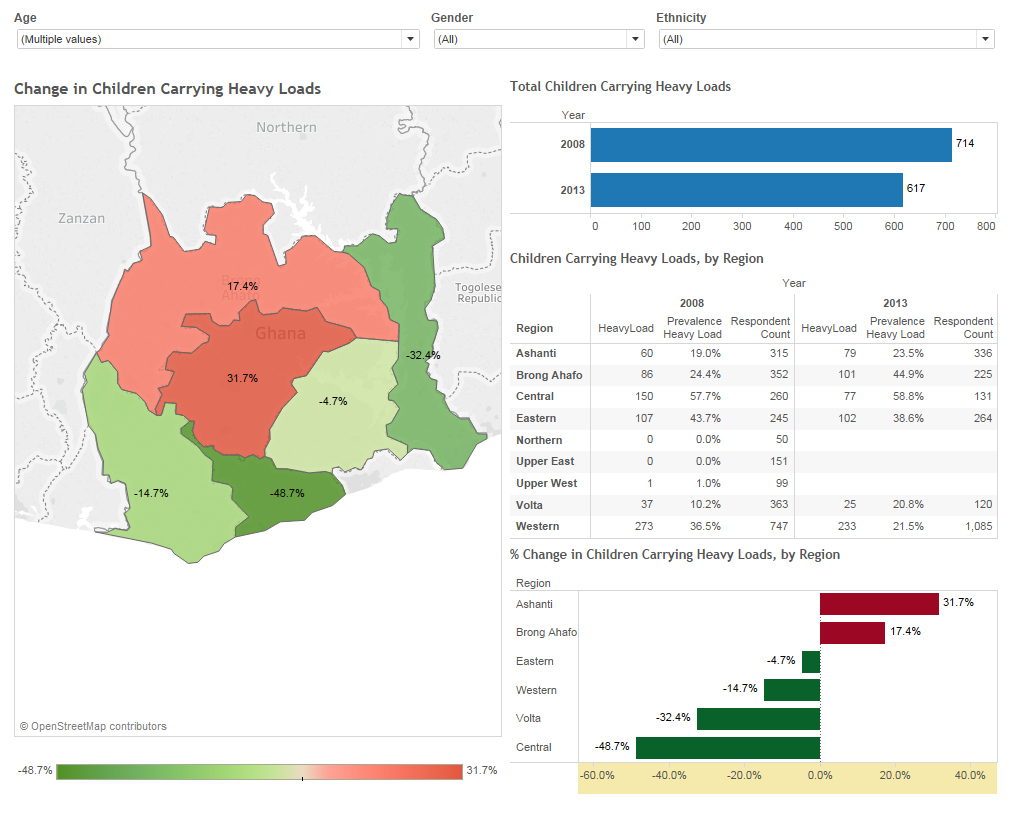 Age
Gender
Ethnicity
(Multiple values)
(All)
(All)
Change in Children Carrying Heavy Loads
Northern
Zanzan
Togolese
Republic
Brong
Ahafo
17.4%
Ghana
-32.4%
31.7%
-4.7%
-14.7%
-48.7%
© OpenStreetMap contributors
-48.7%
31.7%
Total Children Carrying Heavy Loads
Year
2008
714
2013
617
0 100 200 300 400 500 600 700 800
Children Carrying Heavy Loads, by Region
Year
2008 2013
Region HeavyLoad Prevalence Heavy Load Respondent Count HeavyLoad Prevalence Heavy Load Respondent Count
Ashanti 60 19.0% 315 79 23.5% 336
Brong Ahafo 86 24.4% 352 101 44.9% 225
Central 150 57.7% 260 77 58.8% 131
Eastern 107 43.7% 245 102 38.6% 264
Northern 0 0.0% 50
Upper East 0 0.0% 151
Upper West 1 1.0% 99
Volta 37 10.2% 363 25 20.8% 120
Western 273 36.5% 747 233 21.5% 1,085
% Change in Children Carrying Heavy Loads, by Region
Region
Ashanti 31.7%
Brong Ahafo 17.4%
Eastern -4.7%
Western -14.7%
Volta -32.4%
Central -48.7%
-60.0% -40.0% -20.0% 0.0% 20.0% 40.0%